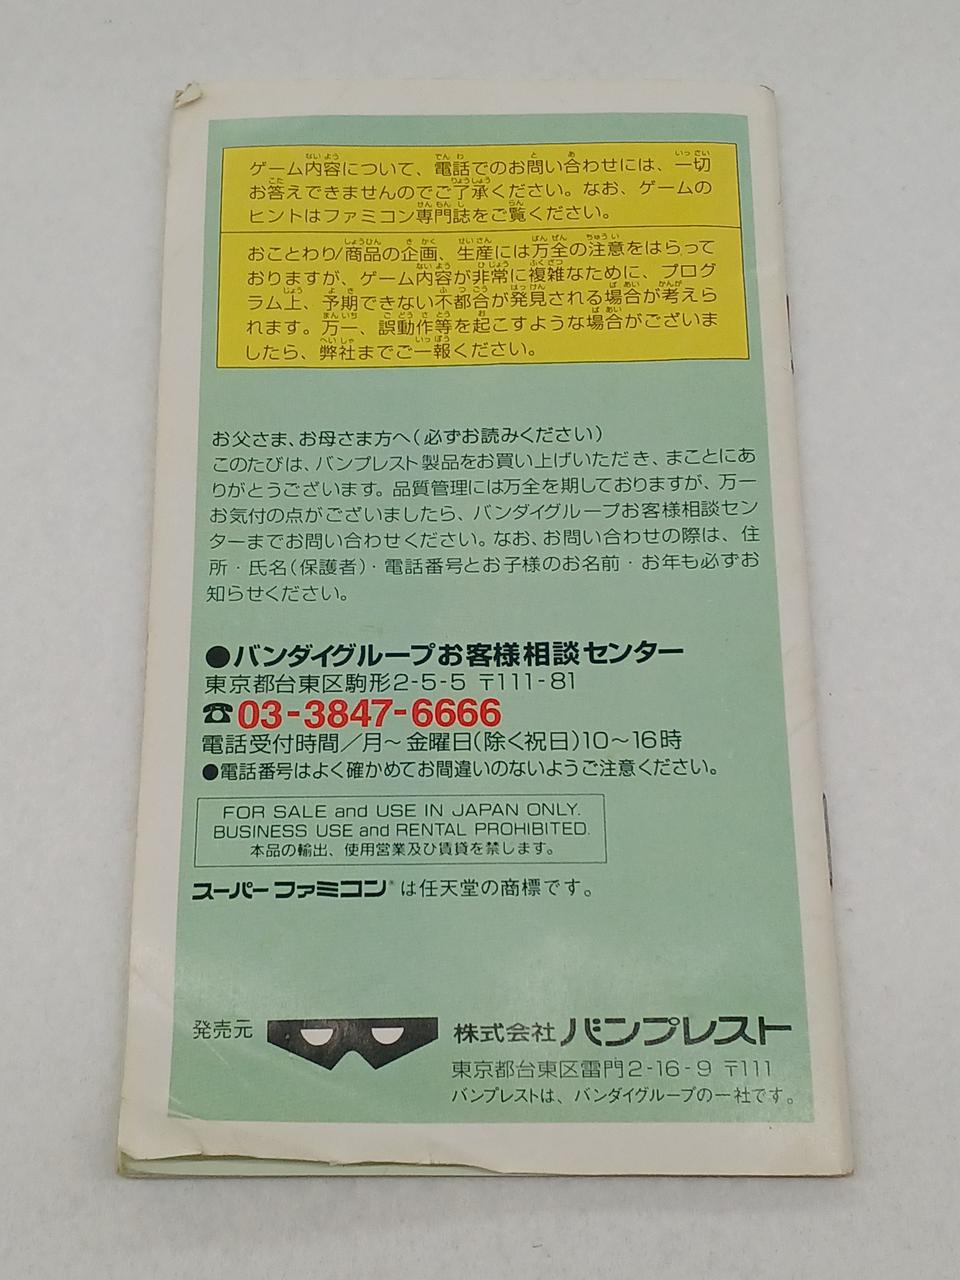 ゲーム内容について、電話でのお問い合わせには、一切
お答えできませんのでご了承ください。なお、ゲームの
ヒントはファミコン専門誌をご覧ください。
おことわり/商品の企画、生産には万全の注意をはらって
おりますが、ゲーム内容が非常に複雑なために、プログ
ラム上、予期できない不都合が発見される場合が考えら
れます。万一、誤動作等を起こすような場合がございま
したら、弊社までご一報ください。
お父さま、お母さま方へ(必ずお読みください)
このたびは、バンプレスト製品をお買い上げいただき、まことにあ
りがとうございます。品質管理には万全を期しておりますが、万一
お気付の点がございましたら、バンダイグループお客様相談セン
ターまでお問い合わせください。なお、お問い合わせの際は、住
所・氏名(保護者)・電話番号とお子様のお名前・お年も必ずお
知らせください。
●バンダイグループお客様相談センター
東京都台東区駒形2-5-5 〒111-81
☎03-3847-6666
電話受付時間/月〜金曜日(除く祝日)10〜16時
●電話番号はよく確かめてお間違いのないようご注意ください。
FOR SALE and USE IN JAPAN ONLY.
BUSINESS USE and RENTAL PROHIBITED.
本品の輸出、使用営業及び賃貸を禁します。
スーパーファミコン®は任天堂の商標です。
発売元 株式会社バンプレスト
東京都台東区雷門2-16-9 〒111
バンプレストは、バンダイグループの一社です。